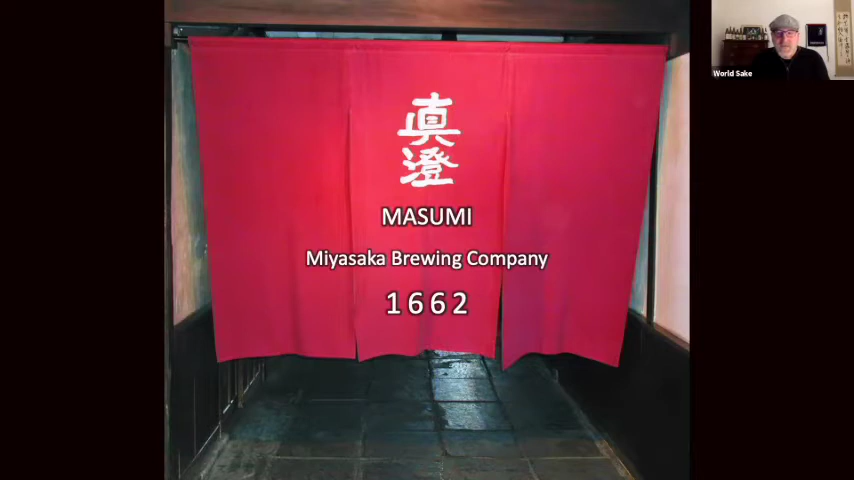 真
澄
MASUMI
Miyasaka Brewing Company
1662
World Sake